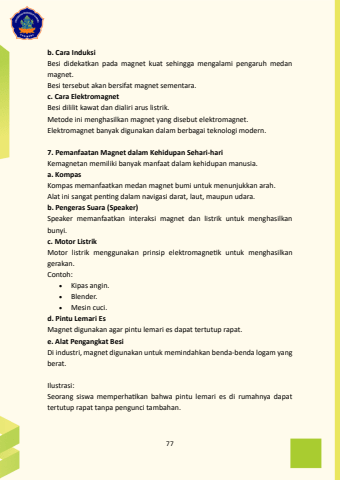 b. Cara Induksi
Besi didekatkan pada magnet kuat sehingga mengalami pengaruh medan
magnet.
Besi tersebut akan bersifat magnet sementara.
c. Cara Elektromagnet
Besi dililit kawat dan dialiri arus listrik.
Metode ini menghasilkan magnet yang disebut elektromagnet.
Elektromagnet banyak digunakan dalam berbagai teknologi modern.
7. Pemanfaatan Magnet dalam Kehidupan Sehari-hari
Kemagnetan memiliki banyak manfaat dalam kehidupan manusia.
a. Kompas
Kompas memanfaatkan medan magnet bumi untuk menunjukkan arah.
Alat ini sangat penting dalam navigasi darat, laut, maupun udara.
b. Pengeras Suara (Speaker)
Speaker memanfaatkan interaksi magnet dan listrik untuk menghasilkan
bunyi.
c. Motor Listrik
Motor listrik menggunakan prinsip elektromagnetik untuk menghasilkan
gerakan.
Contoh:
• Kipas angin.
• Blender.
• Mesin cuci.
d. Pintu Lemari Es
Magnet digunakan agar pintu lemari es dapat tertutup rapat.
e. Alat Pengangkat Besi
Di industri, magnet digunakan untuk memindahkan benda-benda logam yang
berat.
Ilustrasi:
Seorang siswa memperhatikan bahwa pintu lemari es di rumahnya dapat
tertutup rapat tanpa pengunci tambahan.
77